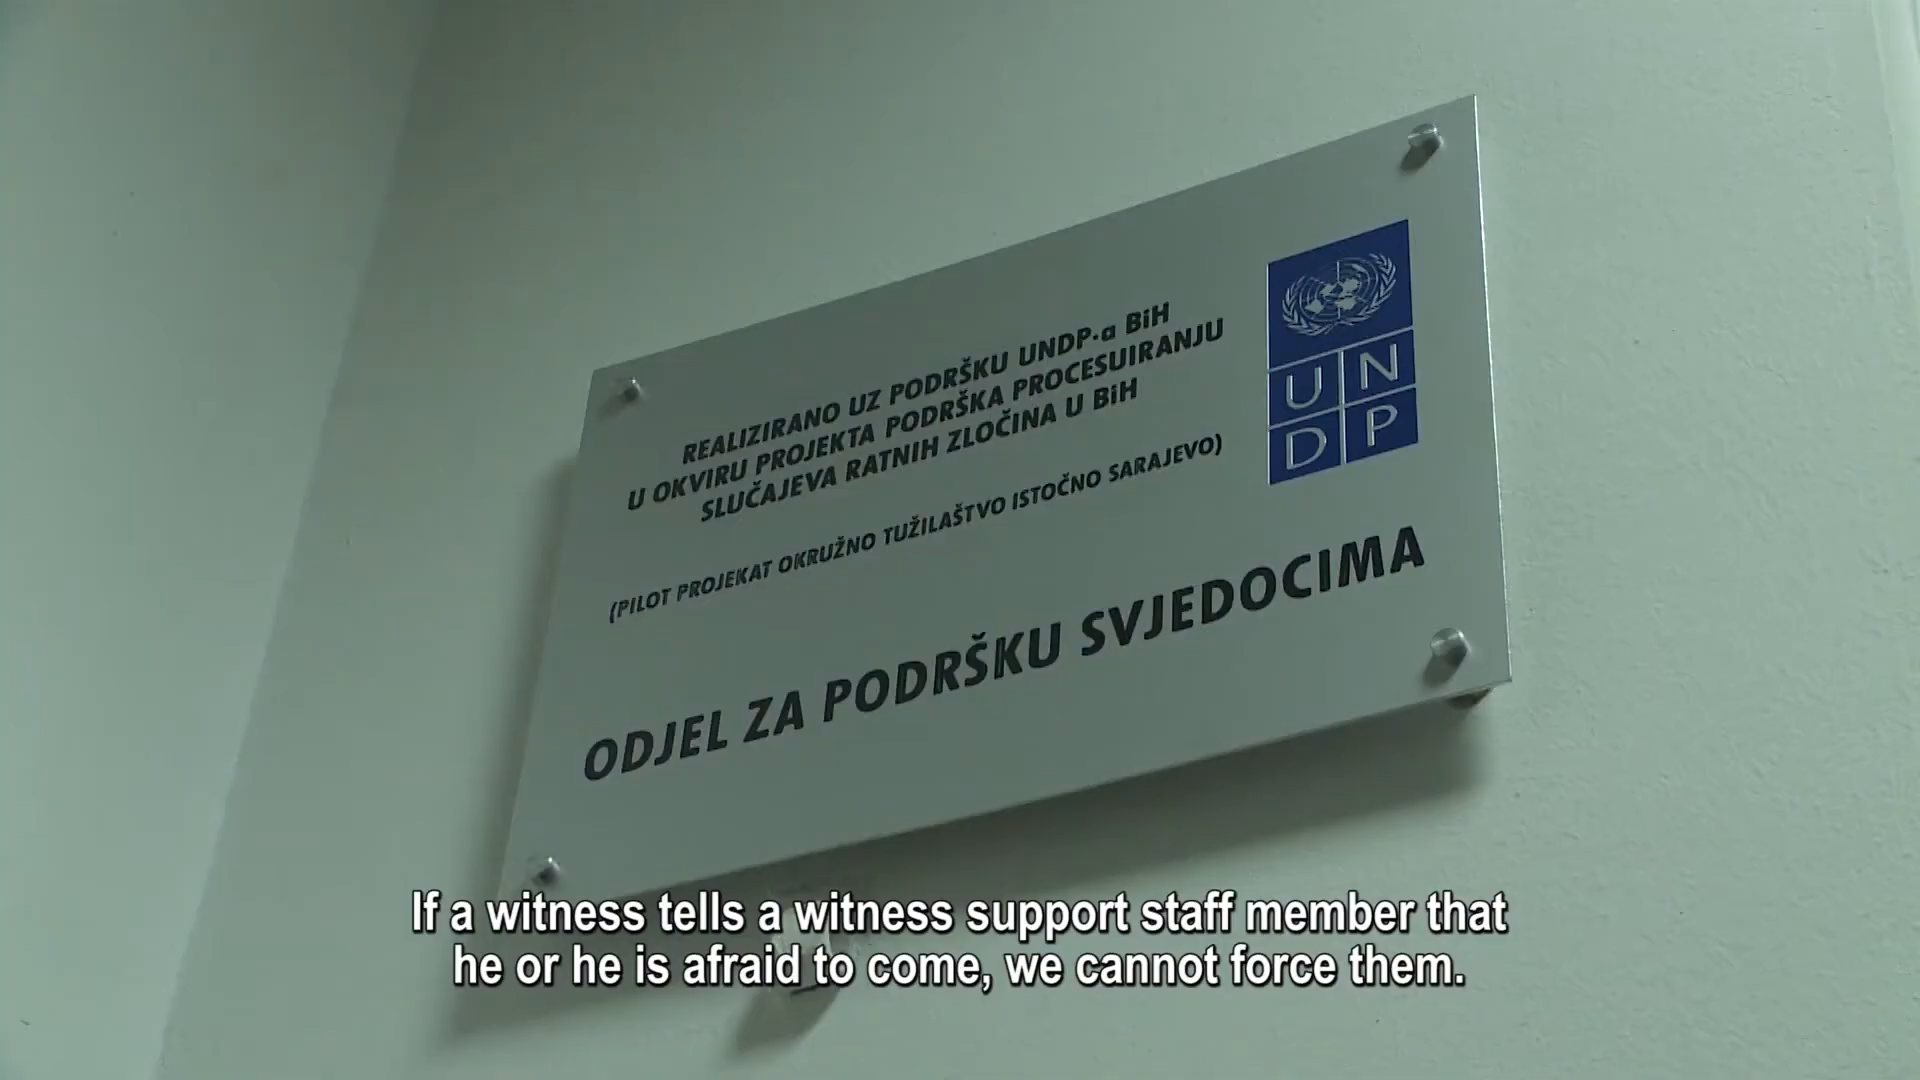 REALIZIRANO UZ PODRŠKU UNDP-a BiH
U OKVIRU PROJEKTA PODRŠKA PROCESUIRANJU
SLUČAJEVA RATNIH ZLOČINA U BiH
(PILOT PROJEKAT OKRUŽNO TUŽILAŠTVO ISTOČNO SARAJEVO)
U N
D P
ODJEL ZA PODRŠKU SVJEDOCIMA
If a witness tells a witness support staff member that
he or he is afraid to come, we cannot force them.